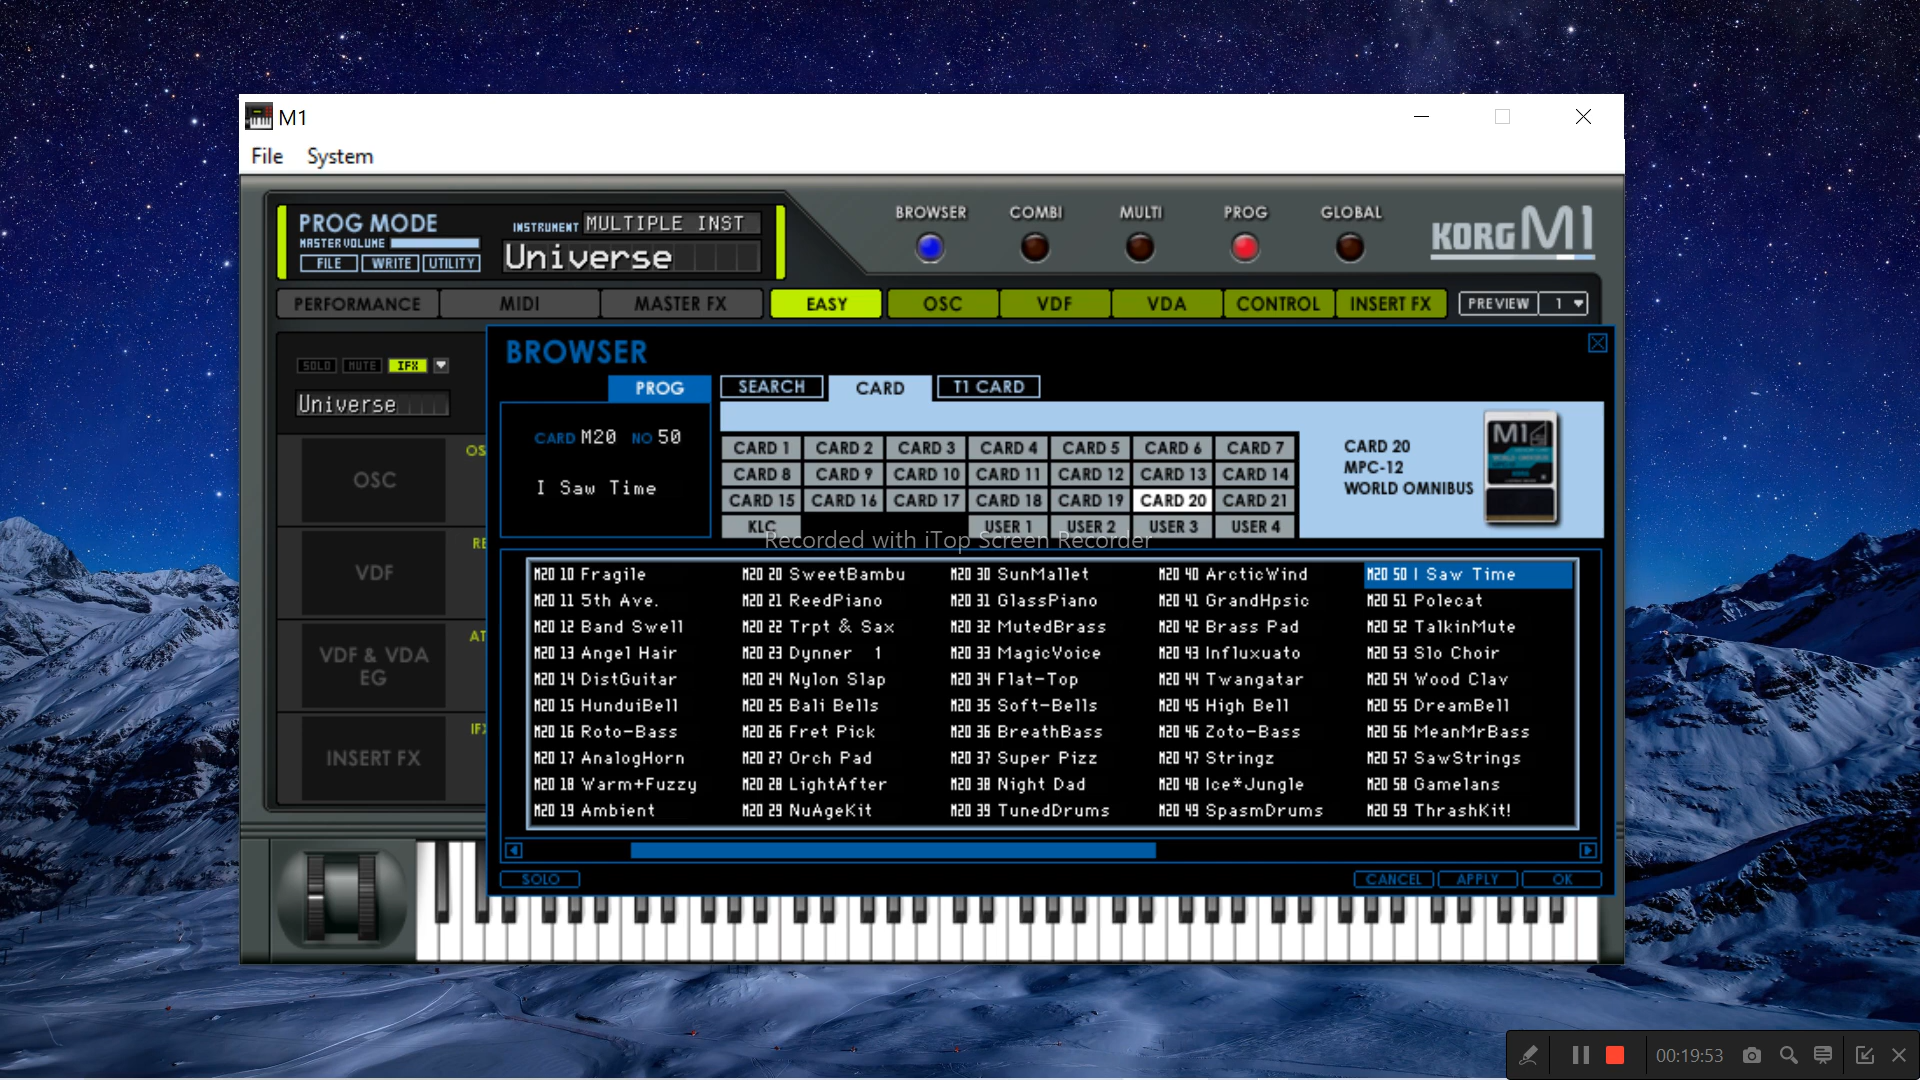 M1
File System
PROG MODE
MASTER VOLUME
FILE WRITE UTILITY
INSTRUMENT MULTIPLE INST
Universe
BROWSER COMBI MULTI PROG GLOBAL
KORG M1
PERFORMANCE MIDI MASTER FX EASY OSC VDF VDA CONTROL INSERT FX PREVIEW 1
SOLO MUTE IFX
Universe
OSC
VDF
VDF & VDA
EG
INSERT FX
OS
RE
AT
BROWSER
PROG SEARCH CARD T1 CARD
CARD M20 NO 50
I Saw Time
CARD 1 CARD 2 CARD 3 CARD 4 CARD 5 CARD 6 CARD 7
CARD 8 CARD 9 CARD 10 CARD 11 CARD 12 CARD 13 CARD 14
CARD 15 CARD 16 CARD 17 CARD 18 CARD 19 CARD 20 CARD 21
KLC USER 1 USER 2 USER 3 USER 4
CARD 20
MPC-12
WORLD OMNIBUS
M1
Recorded with iTop Screen Recorder
M20 10 Fragile M20 20 SweetBambu M20 30 SunMallet M20 40 ArcticWind M20 50 I Saw Time
M20 11 5th Ave. M20 21 ReedPiano M20 31 GlassPiano M20 41 GrandHpsic M20 51 Polecat
M20 12 Band Swell M20 22 Trpt & Sax M20 32 MutedBrass M20 42 Brass Pad M20 52 TalkinMute
M20 13 Angel Hair M20 23 Dynner 1 M20 33 MagicVoice M20 43 Influxuato M20 53 Slo Choir
M20 14 DistGuitar M20 24 Nylon Slap M20 34 Flat-Top M20 44 Twangatar M20 54 Wood Clav
M20 15 HunduiBell M20 25 Bali Bells M20 35 Soft-Bells M20 45 High Bell M20 55 DreamBell
M20 16 Roto-Bass M20 26 Fret Pick M20 36 BreathBass M20 46 Zoto-Bass M20 56 MeanMrBass
M20 17 AnalogHorn M20 27 Orch Pad M20 37 Super Pizz M20 47 Stringz M20 57 SawStrings
M20 18 Warm+Fuzzy M20 28 LightAfter M20 38 Night Dad M20 48 Ice*Jungle M20 58 Gamelans
M20 19 Ambient M20 29 NuAgeKit M20 39 TunedDrums M20 49 SpasmDrums M20 59 ThrashKit!
SOLO CANCEL APPLY OK
00:19:53